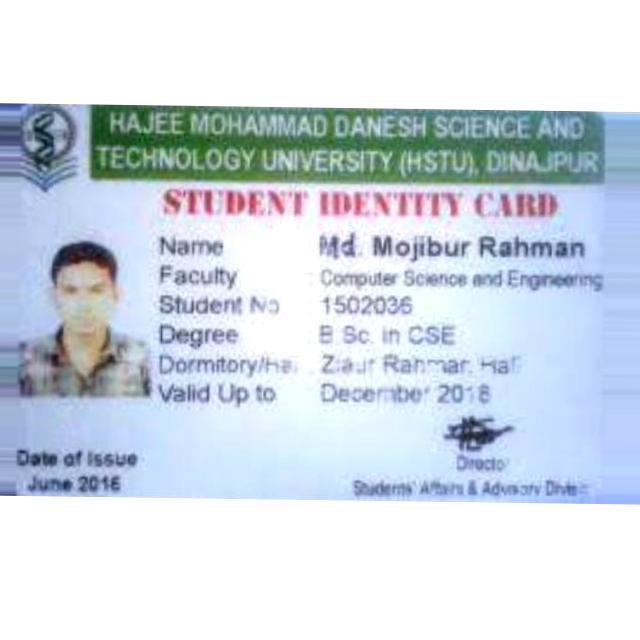 HAJEE MOHAMMAD DANESH SCIENCE AND
TECHNOLOGY UNIVERSITY (HSTU), DINAJPUR
STUDENT IDENTITY CARD
Name Md. Mojibur Rahman
Faculty : Computer Science and Engineering
Student No 1502036
Degree B.Sc. in CSE
Dormitory/Hall : Ziaur Rahman Hall
Valid Up to December 2018
Date of Issue
June 2016
Director
Students' Affairs & Advisory Division